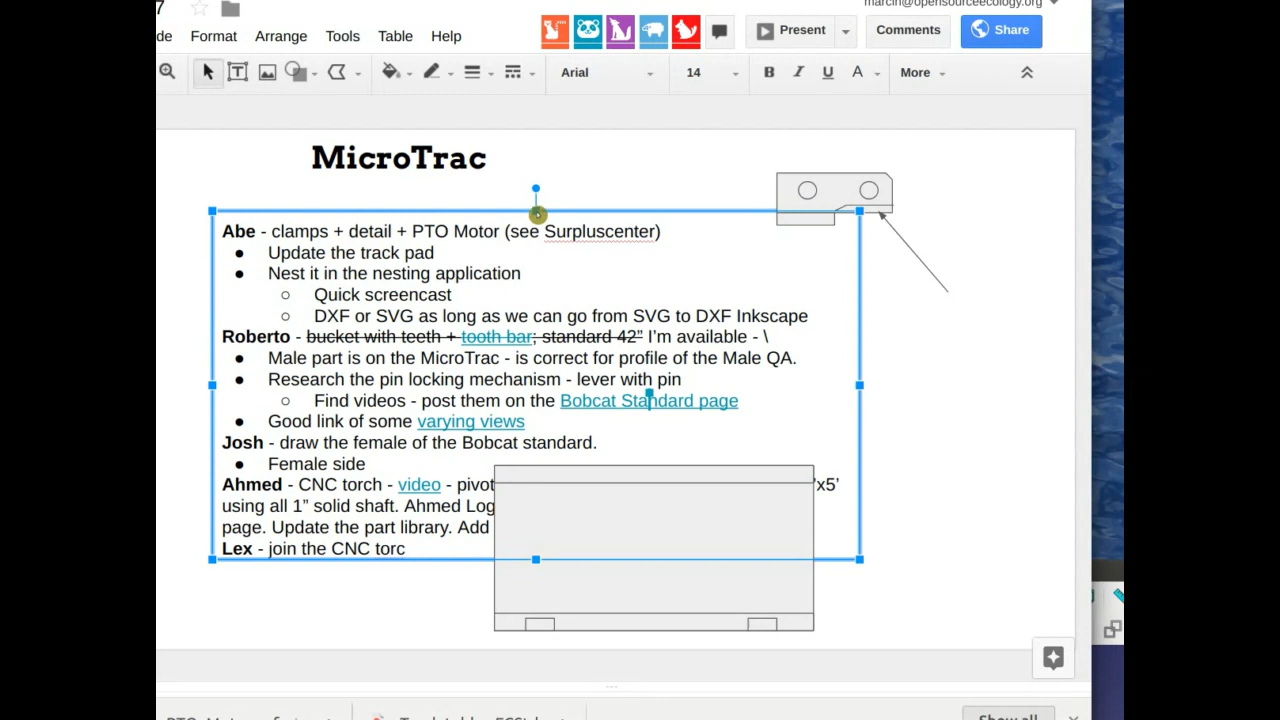 7
marcin@opensourceecology.org
de Format Arrange Tools Table Help
Present Comments Share
Arial 14 B I U A More
MicroTrac
Abe - clamps + detail + PTO Motor (see Surpluscenter)
● Update the track pad
● Nest it in the nesting application
○ Quick screencast
○ DXF or SVG as long as we can go from SVG to DXF Inkscape
Roberto - bucket with teeth + tooth bar; standard 42” I’m available - \
● Male part is on the MicroTrac - is correct for profile of the Male QA.
● Research the pin locking mechanism - lever with pin
○ Find videos - post them on the Bobcat Standard page
● Good link of some varying views
Josh - draw the female of the Bobcat standard.
● Female side
Ahmed - CNC torch - video - pivot ’x5’
using all 1” solid shaft. Ahmed Log
page. Update the part library. Add
Lex - join the CNC torc
Show all